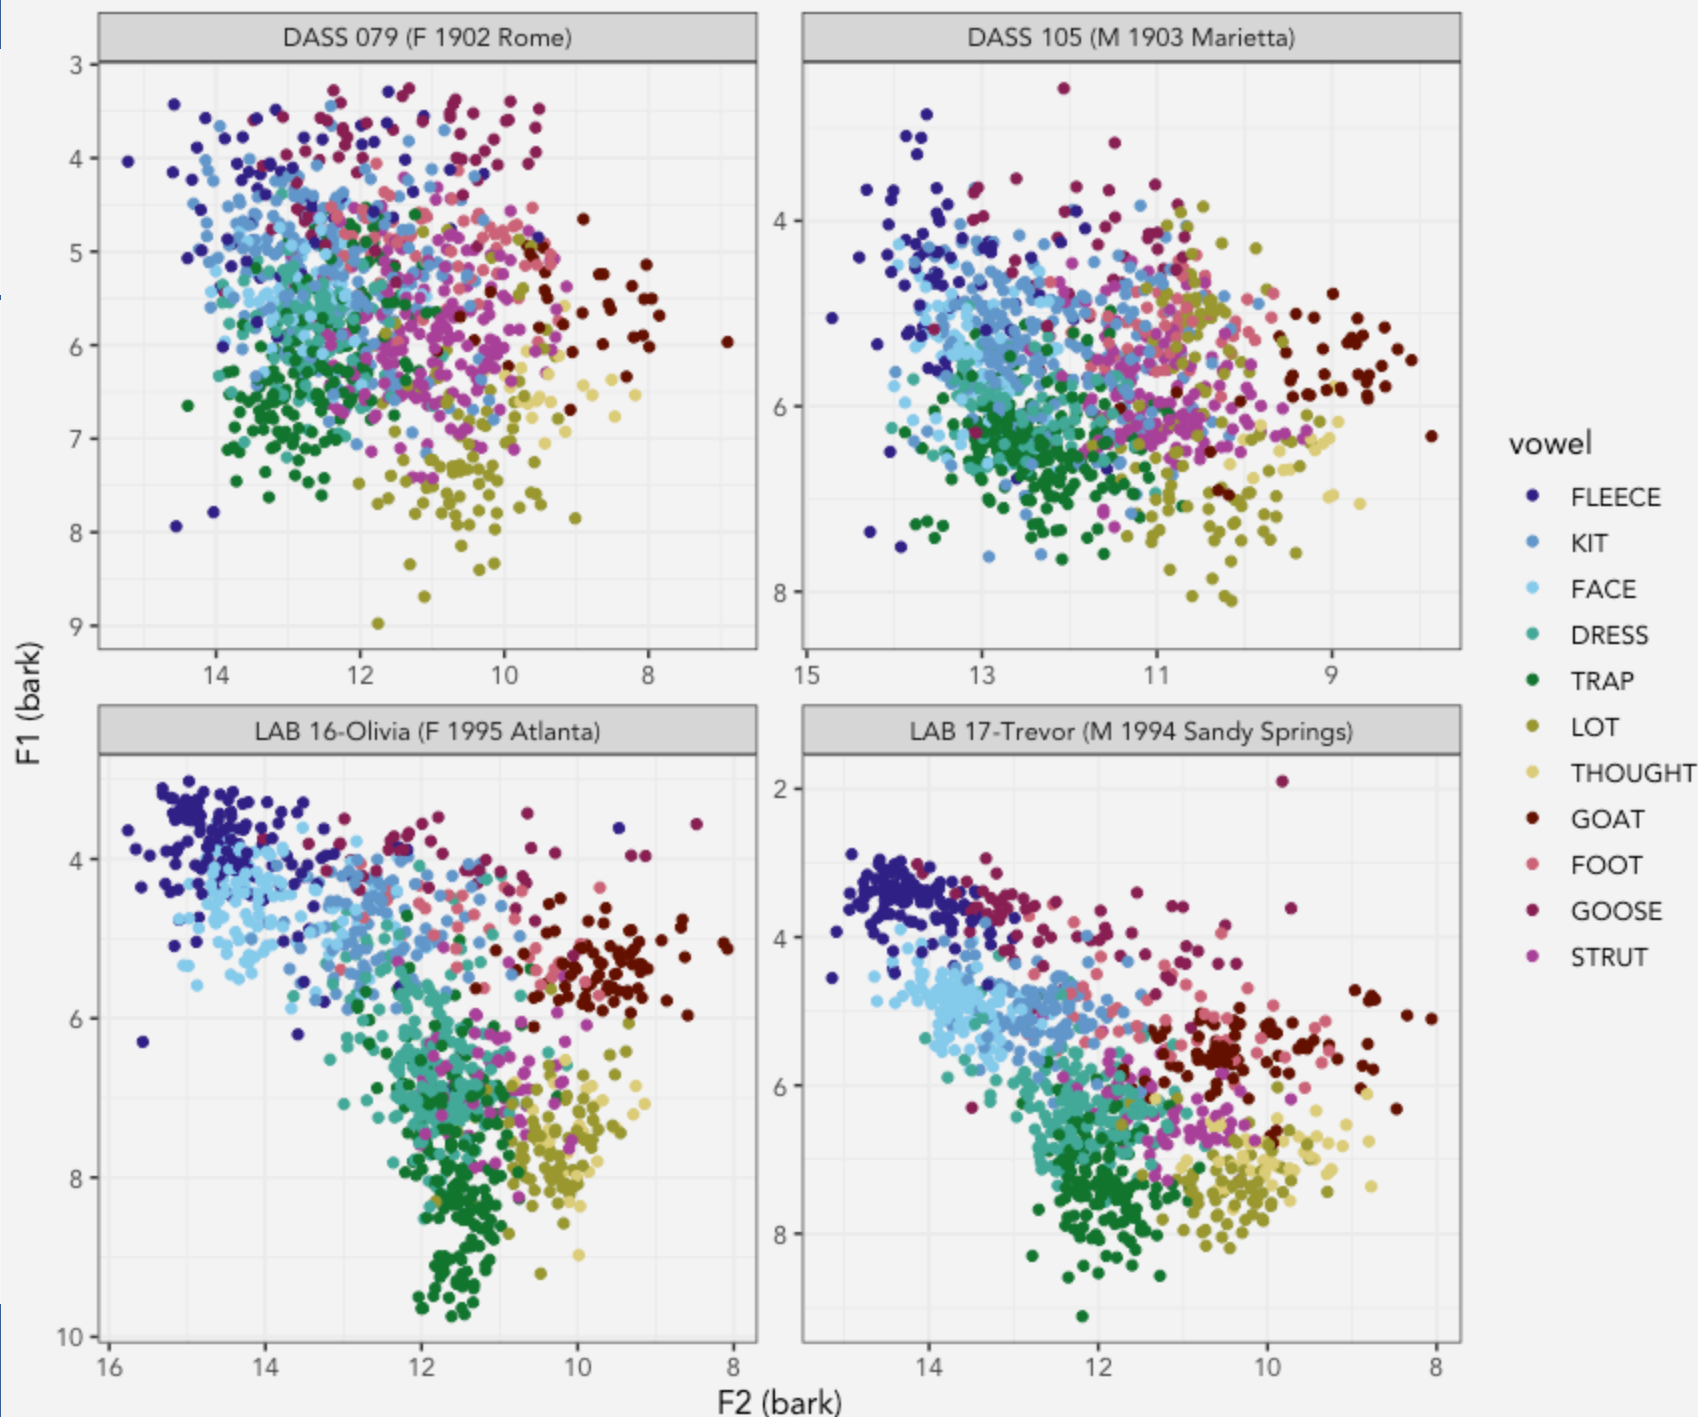 DASS 079 (F 1902 Rome)
DASS 105 (M 1903 Marietta)
3
4
5
6
7
8
9
14
12
10
8
4
6
8
15
13
11
9
LAB 16-Olivia (F 1995 Atlanta)
LAB 17-Trevor (M 1994 Sandy Springs)
4
6
8
10
16
14
12
10
8
2
4
6
8
14
12
10
8
F1 (bark)
F2 (bark)
vowel
FLEECE
KIT
FACE
DRESS
TRAP
LOT
THOUGHT
GOAT
FOOT
GOOSE
STRUT